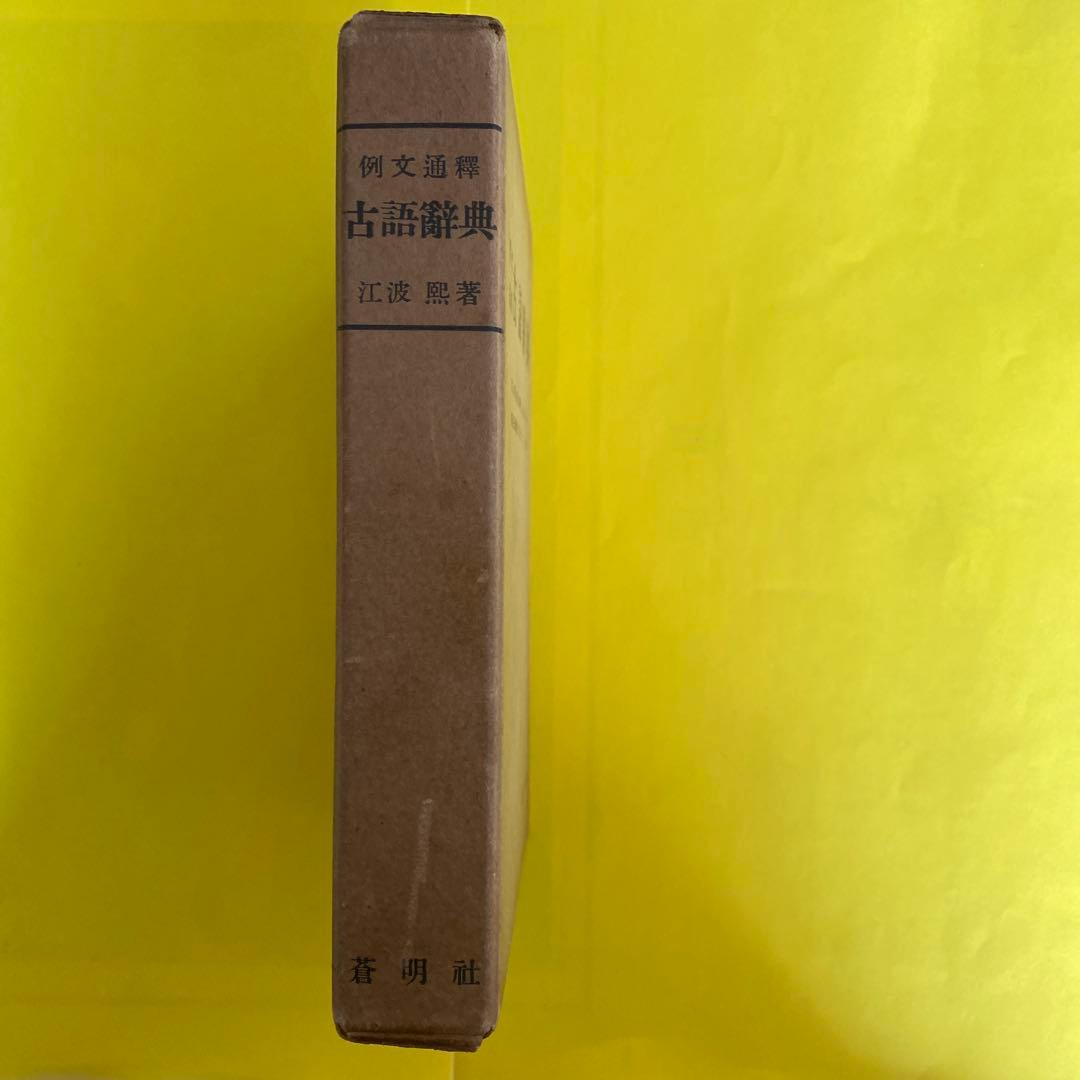 例文通釋
古語辭典
江波 熙著
蒼明社